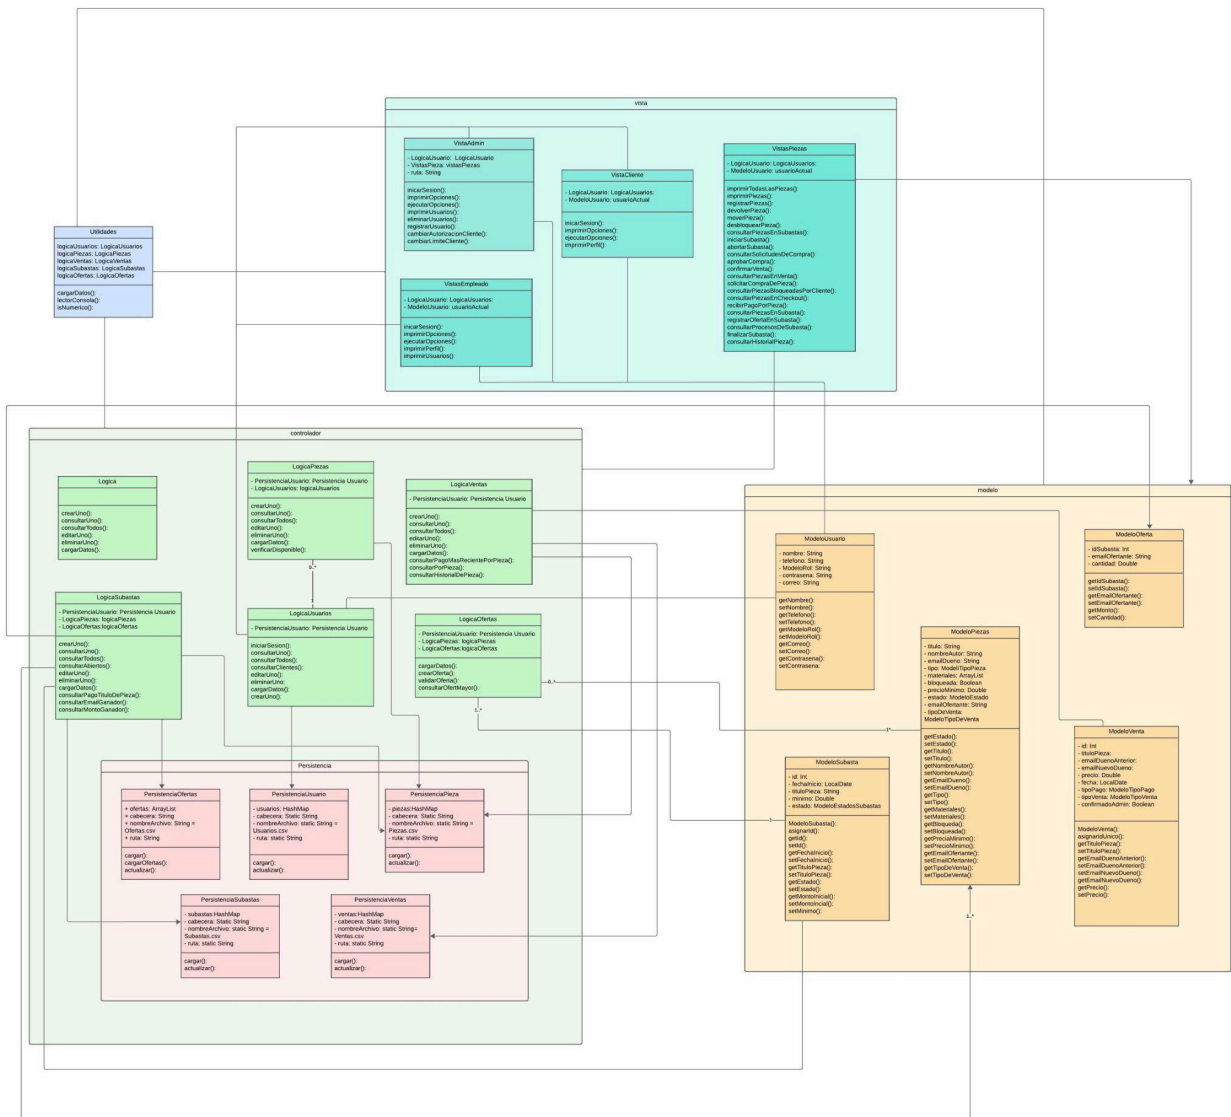 vista
VistaAdmin
- LogicaUsuario: LogicaUsuario
- VistasPieza: vistasPiezas
- ruta: String
inicarSesion():
imprimirOpciones():
ejecutarOpciones():
imprimirUsuarios():
eliminarUsuarios():
registrarUsuario():
cambiarAutorizacionCliente():
cambiarLimiteCliente():
VistaCliente
- LogicaUsuario: LogicaUsuarios:
- ModeloUsuario: usuarioActual
inicarSesion():
imprimirOpciones():
ejecutarOpciones():
imprimirPerfil():
VistasPiezas
- LogicaUsuario: LogicaUsuarios:
- ModeloUsuario: usuarioActual
imprimirTodasLasPiezas():
imprimirPiezas():
registrarPiezas():
devolverPieza():
moverPieza():
desbloquearPieza():
consultarPiezasEnSubastas():
iniciarSubasta():
abortarSubasta():
consultarSolicitudesDeCompra():
aprobarCompra():
confirmarVenta():
consultarPiezasEnVenta():
solicitarCompraDePieza():
consultarPiezasBloqueadasPorCliente():
consultarPiezasEnCheckout():
recibirPagoPorPieza():
consultarPiezasEnSubasta():
registrarOfertaEnSubasta():
consultarProcesosDeSubasta():
finalizarSubasta():
consultarHistorialPieza():
Utilidades
logicaUsuarios: LogicaUsuarios
logicaPiezas: LogicaPiezas
logicaVentas: LogicaVentas
logicaSubastas: LogicaSubastas
logicaOfertas: LogicaOfertas
cargarDatos():
lectorConsola():
isNumerico():
VistasEmpleado
- LogicaUsuario: LogicaUsuarios:
- ModeloUsuario: usuarioActual
inicarSesion():
imprimirOpciones():
ejecutarOpciones():
imprimirPerfil():
imprimirUsuarios():
controlador
Logica
crearUno():
consultarUno():
consultarTodos():
editarUno():
eliminarUno():
cargarDatos():
LogicaPiezas
- PersistenciaUsuario: Persistencia Usuario
- LogicaUsuarios: logicaUsuarios
crearUno():
consultarUno():
consultarTodos():
editarUno():
eliminarUno():
cargarDatos():
verificarDisponible():
0..*
1
LogicaVentas
- PersistenciaUsuario: Persistencia Usuario
crearUno():
consultarUno():
consultarTodos():
editarUno():
eliminarUno():
cargarDatos():
consultarPagoMasRecientePorPieza():
consultarPorPieza():
consultarHistorialDePieza():
LogicaSubastas
- PersistenciaUsuario: Persistencia Usuario
- LogicaPiezas: logicaPiezas
- LogicaOfertas:logicaOfertas
crearUno():
consultarUno():
consultarTodos():
consultarAbiertos():
editarUno():
eliminarUno():
cargarDatos():
consultarPagoTituloDePieza():
consultarEmailGanador():
consultarMontoGanador():
LogicaUsuarios
- PersistenciaUsuario: Persistencia Usuario
iniciarSesion():
consultarUno():
consultarTodos():
consultarClientes():
editarUno():
eliminarUno:
cargarDatos():
crearUno():
LogicaOfertas
- PersistenciaUsuario: Persistencia Usuario
- LogicaPiezas: logicaPiezas
- LogicaOfertas:logicaOfertas
cargarDatos():
crearOferta():
validarOferta():
consultarOfertMayor():
0..*
1..*
Persistencia
PersistenciaOfertas
+ ofertas: ArrayList
+ cabecera: String
+ nombreArchivo: String =
Ofertas.csv
+ ruta: String
cargar():
cargarOfertas():
actualizar():
PersistenciaUsuario
- usuarios: HashMap
- cabecera: Static String
- nombreArchivo: static String =
Usuarios.csv
- ruta: static String
cargar():
actualizar():
PersistenciaPieza
- piezas:HashMap
- cabecera: Static String
- nombreArchivo: static String =
Piezas.csv
- ruta: static String
cargar():
actualizar():
PersistenciaSubastas
- subastas:HashMap
- cabecera: Static String
- nombreArchivo: static String =
Subastas.csv
- ruta: static String
cargar():
actualizar():
PersistenciaVentas
- ventas:HashMap
- cabecera: Static String
- nombreArchivo: static String=
Ventas.csv
- ruta: static String
cargar():
actualizar():
modelo
ModeloUsuario
- nombre: String
- telefono: String
- ModeloRol: String
- contrasena: String
- correo: String
getNombre():
setNombre():
getTelefono():
setTelefono():
getModeloRol():
setModeloRol():
getCorreo():
setCorreo():
getContrasena():
setContrasena:
ModeloOferta
- idSubasta: Int
- emailOfertante: String
- cantidad: Double
getIdSubasta():
setIdSubasta():
getEmailOfertante():
setEmailOfertante():
getMonto():
setCantidad():
ModeloPiezas
- titulo: String
- nombreAutor: String
- emailDueno: String
- tipo: ModeliTipoPieza
- materiales: ArrayList
- bloqueada: Boolean
- precioMinimo: Double
- estado: ModeloEstado
- emailOfertante: String
- tipoDeVenta:
ModeloTipoDeVenta
getEstado():
setEstado():
getTitulo():
setTitulo():
getNombreAutor():
setNombreAutor():
getEmailDueno():
setEmailDueno():
getTipo():
setTipo():
getMateriales():
setMateriales():
getBloqueada():
setBloqueada():
getPreciaMinimo():
setPrecioMinimo():
getEmailOfertante():
setEmailOfertante():
getTipoDeVenta():
setTipoDeVenta():
1*
1..*
ModeloSubasta
- id: Int
- fechaInicio: LocalDate
- tituloPieza: String
- minimo: Double
- estado: ModeloEstadosSubastas
ModeloSubasta():
asignarId():
getId():
setId():
getFechaInicio():
setFechaInicio():
getTituloPieza():
setTituloPieza():
getEstado():
setEstado():
getMontoInicial():
setMontoIncial():
setMinimo():
1
ModeloVenta
- id: Int
- tituloPieza:
- emailDuenoAnterior:
- emailNuevoDueno:
- precio: Double
- fecha: LocalDate
- tipoPago: ModeloTipoPago
- tipoVenta: ModeloTipoVenta
- confirmadoAdmin: Boolean
ModeloVenta():
asignarIdUnico():
getTituloPieza():
setTituloPieza():
getEmailDuenoAnterior():
setEmailDuenoAnterior():
setEmailNuevoDueno():
getEmailNuevoDueno():
getPrecio():
setPrecio():